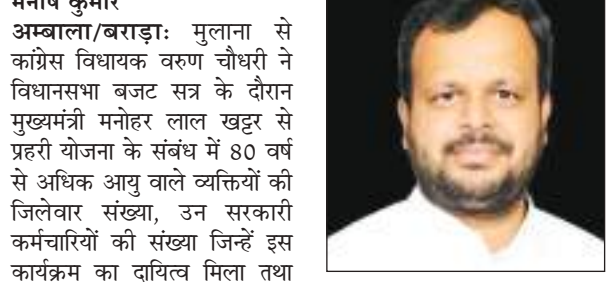 मनीष कुमार
अम्बाला/बराड़ाः मुलाना से
कांग्रेस विधायक वरुण चौधरी ने
विधानसभा बजट सत्र के दौरान
मुख्यमंत्री मनोहर लाल खट्टर से
प्रहरी योजना के संबंध में 80 वर्ष
से अधिक आयु वाले व्यक्तियों की
जिलेवार संख्या, उन सरकारी
कर्मचारियों की संख्या जिन्हें इस
कार्यक्रम का दायित्व मिला तथा